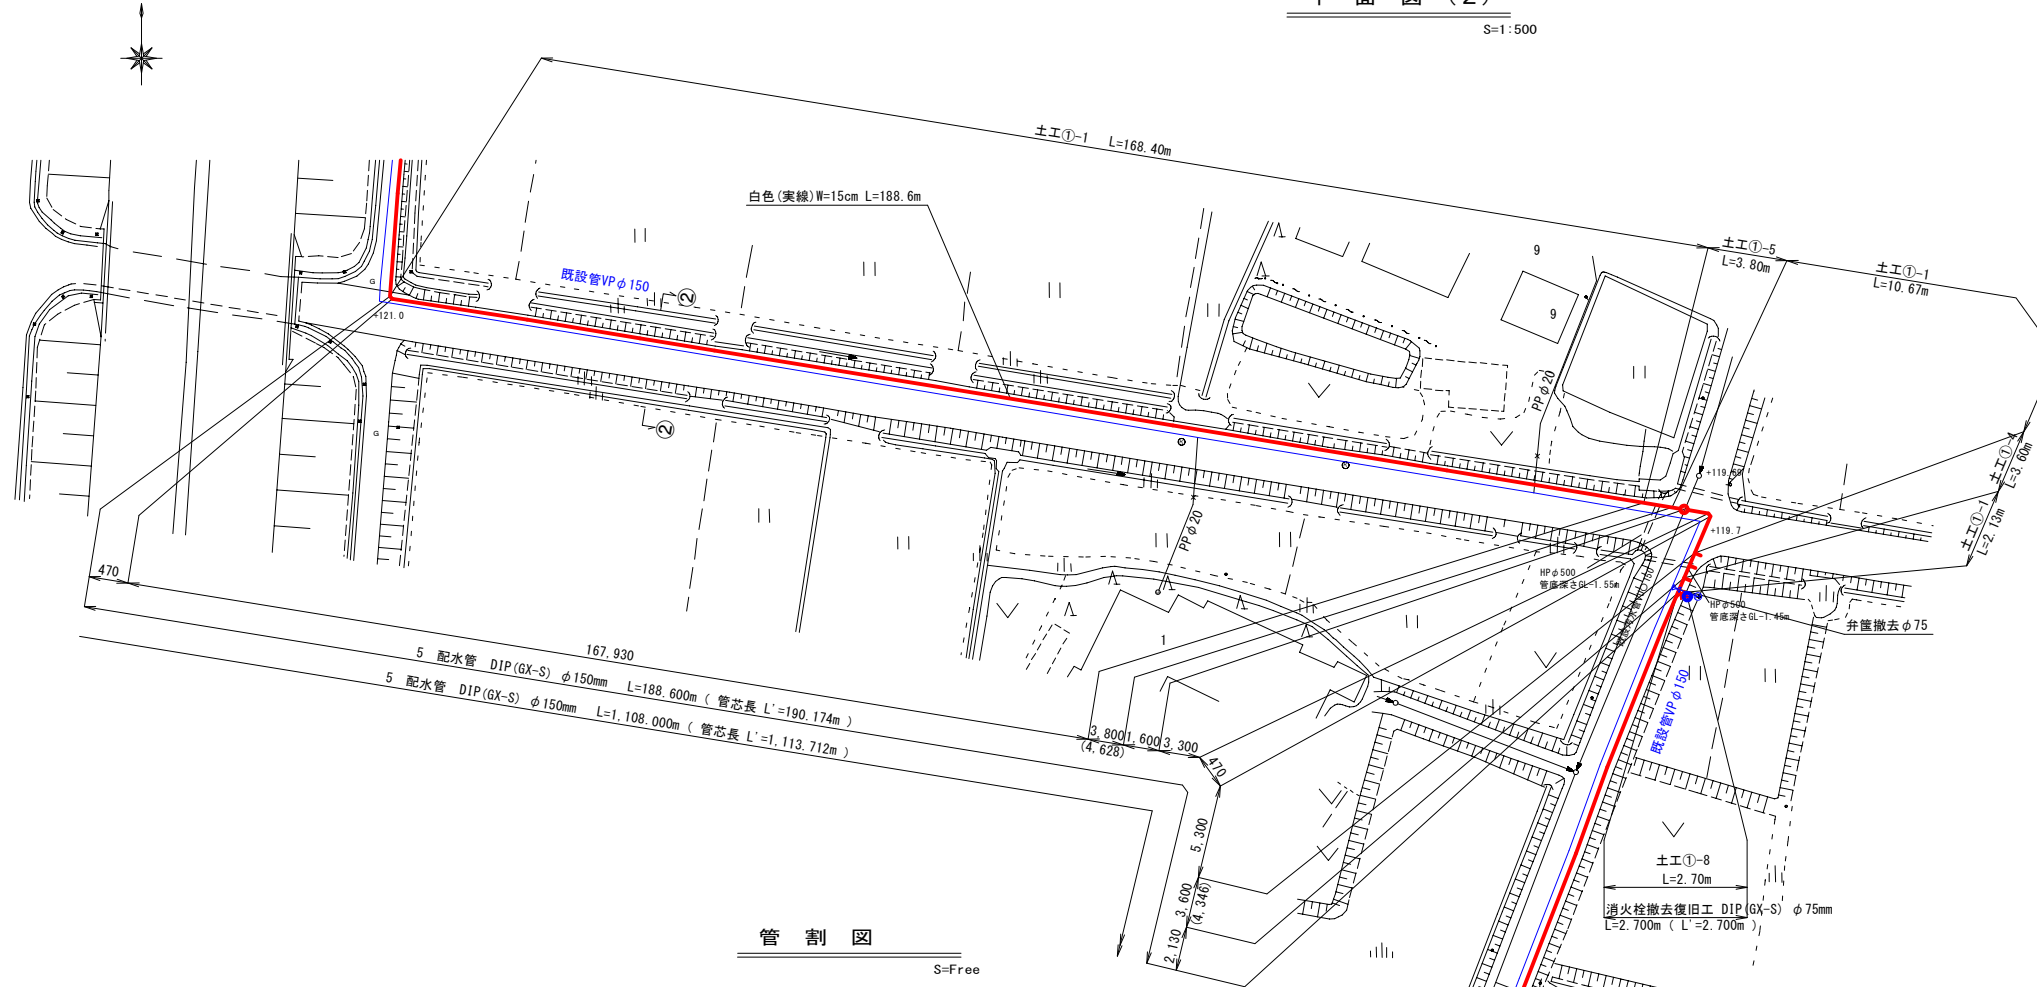 平 面 図 (2)
S=1:500
土工①-1 L=168.40m
白色(実線)W=15cm L=188.6m
土工①-5
L=3.80m
土工①-1
L=10.67m
既設管VPφ150
②
②
G
+121.0
G
9
9
PPφ20
PPφ20
+119.69
+119.7
土工①-
L=3.60m
土工①-1
L=2.13m
HPφ500
管底深さGL-1.55m
HPφ500
管底深さGL-1.45m
弁筐撤去φ75
既設管VPφ150
1
470
167,930
3,800
(4,628)
1,600
3,300
470
5 配水管 DIP(GX-S) φ150mm L=188.600m ( 管芯長 L'=190.174m )
5 配水管 DIP(GX-S) φ150mm L=1,108.000m ( 管芯長 L'=1,113.712m )
5,300
3,600
(4,346)
2,130
土工①-8
L=2.70m
消火栓撤去復旧工 DIP(GX-S) φ75mm
L=2.700m ( L'=2.700m )
管 割 図
S=Free